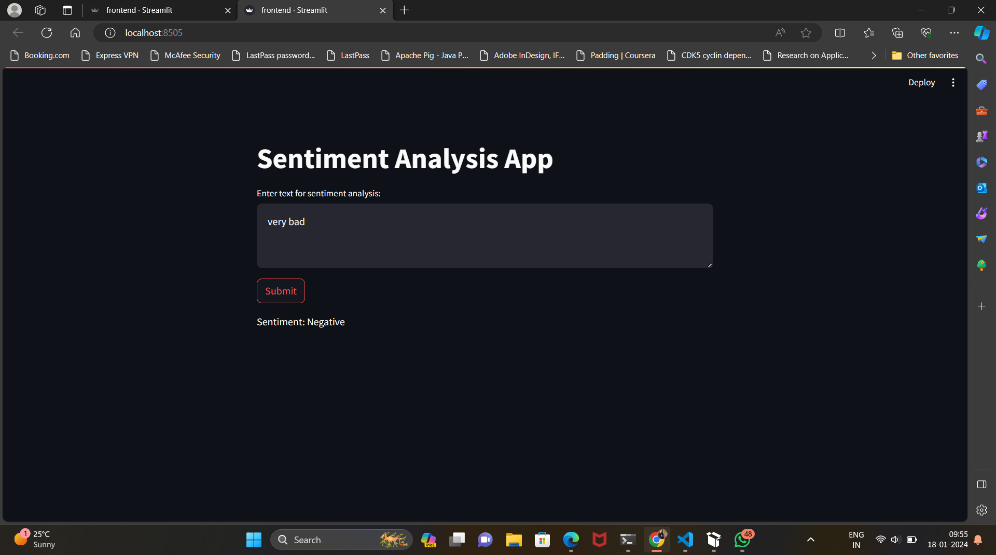 frontend - Streamlit
frontend - Streamlit
localhost:8505
Booking.com
Express VPN
McAfee Security
LastPass password...
LastPass
Apache Pig - Java P...
Adobe InDesign, IF...
Padding | Coursera
CDK5 cyclin depen...
Research on Applic...
Other favorites
Deploy
Sentiment Analysis App
Enter text for sentiment analysis:
very bad
Submit
Sentiment: Negative
1
25°C
Sunny
Search
48
ENG
IN
09:55
18-01-2024